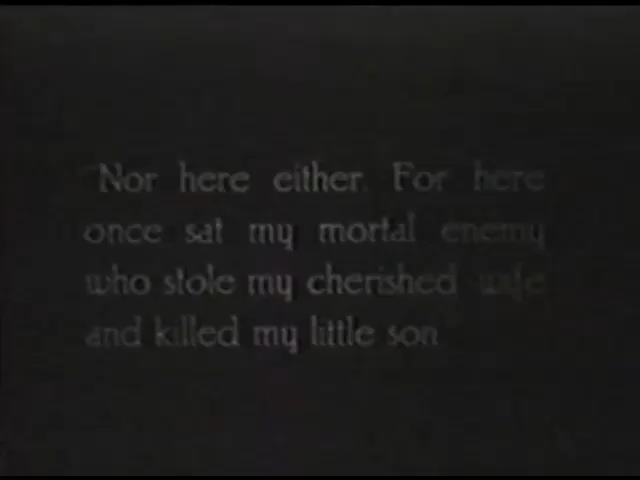 "Nor here either. For here
once sat my mortal enemy
who stole my cherished wife
and killed my little son